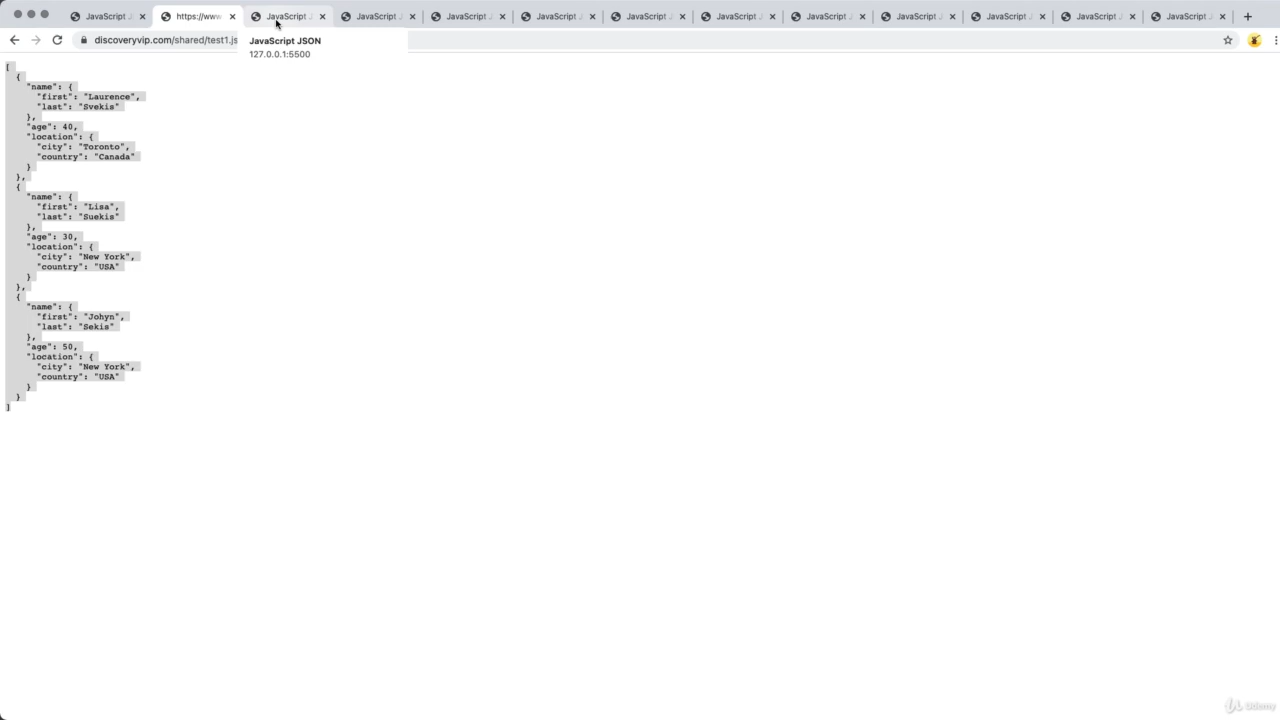 JavaScript J
https://www
JavaScript J
JavaScript J
JavaScript J
JavaScript J
JavaScript J
JavaScript J
JavaScript J
JavaScript J
JavaScript J
JavaScript J
JavaScript J
discoveryvip.com/shared/test1.js
JavaScript JSON
127.0.0.1:5500
[
{
"name": {
"first": "Laurence",
"last": "Svekis"
},
"age": 40,
"location": {
"city": "Toronto",
"country": "Canada"
}
},
{
"name": {
"first": "Lisa",
"last": "Suekis"
},
"age": 30,
"location": {
"city": "New York",
"country": "USA"
}
},
{
"name": {
"first": "Johyn",
"last": "Sekis"
},
"age": 50,
"location": {
"city": "New York",
"country": "USA"
}
}
]
Udemy